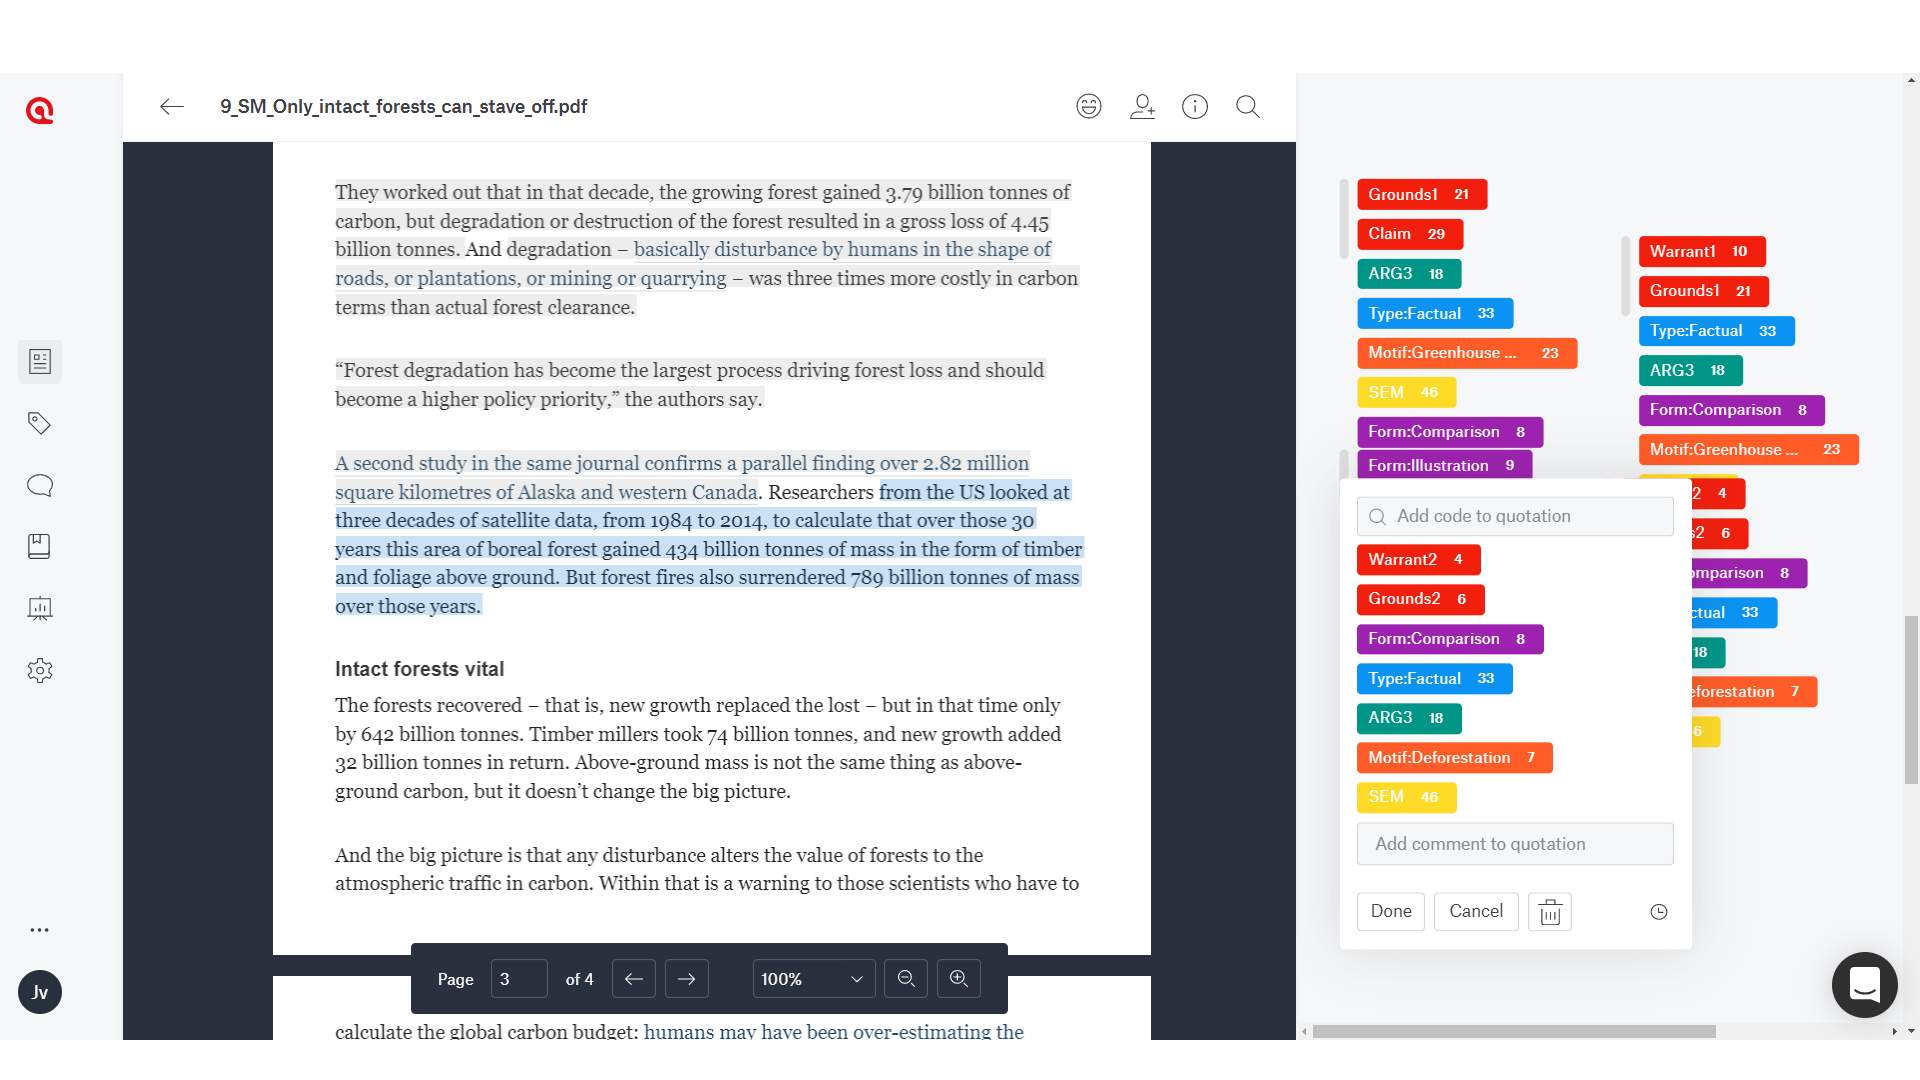 9_SM_Only_intact_forests_can_stave_off.pdf
They worked out that in that decade, the growing forest gained 3.79 billion tonnes of
carbon, but degradation or destruction of the forest resulted in a gross loss of 4.45
billion tonnes. And degradation – basically disturbance by humans in the shape of
roads, or plantations, or mining or quarrying – was three times more costly in carbon
terms than actual forest clearance.
“Forest degradation has become the largest process driving forest loss and should
become a higher policy priority,” the authors say.
A second study in the same journal confirms a parallel finding over 2.82 million
square kilometres of Alaska and western Canada. Researchers from the US looked at
three decades of satellite data, from 1984 to 2014, to calculate that over those 30
years this area of boreal forest gained 434 billion tonnes of mass in the form of timber
and foliage above ground. But forest fires also surrendered 789 billion tonnes of mass
over those years.
Intact forests vital
The forests recovered – that is, new growth replaced the lost – but in that time only
by 642 billion tonnes. Timber millers took 74 billion tonnes, and new growth added
32 billion tonnes in return. Above-ground mass is not the same thing as above-
ground carbon, but it doesn’t change the big picture.
And the big picture is that any disturbance alters the value of forests to the
atmospheric traffic in carbon. Within that is a warning to those scientists who have to
Page 3 of 4 100%
calculate the global carbon budget: humans may have been over-estimating the
Jv
Grounds1 21
Claim 29
ARG3 18
Type:Factual 33
Motif:Greenhouse ... 23
SEM 46
Form:Comparison 8
Form:Illustration 9
Warrant1 10
Grounds1 21
Type:Factual 33
ARG3 18
Form:Comparison 8
Motif:Greenhouse ... 23
2 4
s2 6
omparison 8
ctual 33
18
eforestation 7
6
Add code to quotation
Warrant2 4
Grounds2 6
Form:Comparison 8
Type:Factual 33
ARG3 18
Motif:Deforestation 7
SEM 46
Add comment to quotation
Done Cancel